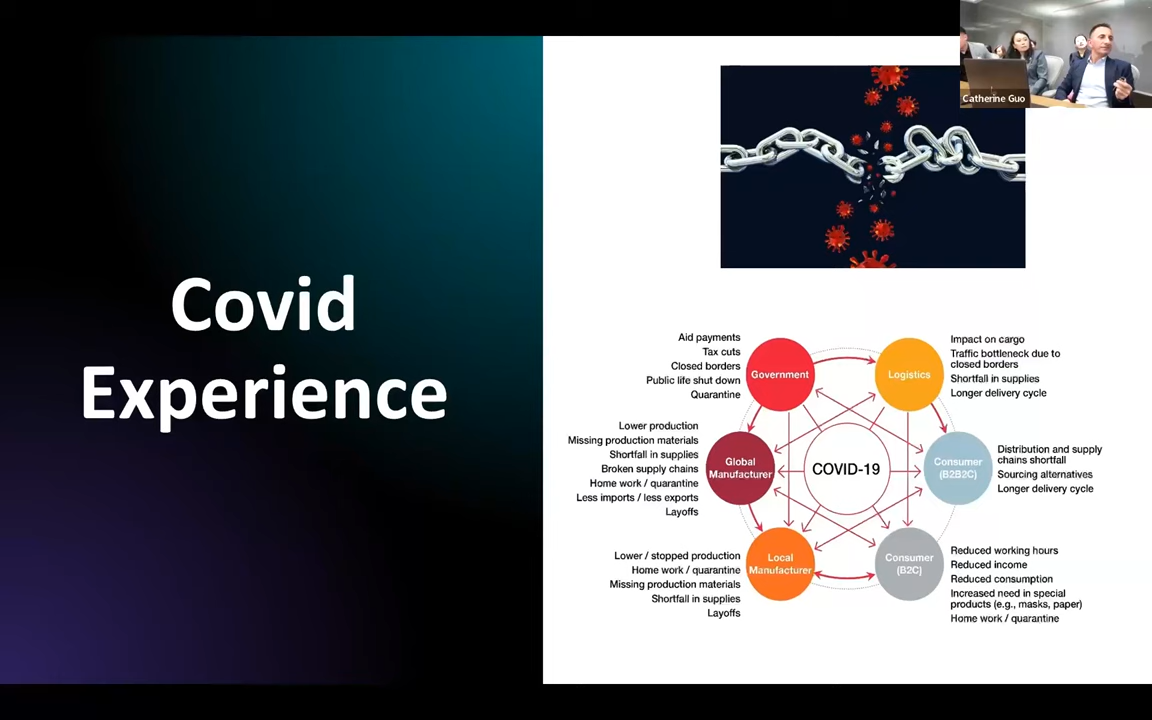 Covid
Experience
Catherine Guo
Aid payments
Tax cuts
Closed borders
Public life shut down
Quarantine
Government
Logistics
Impact on cargo
Traffic bottleneck due to
closed borders
Shortfall in supplies
Longer delivery cycle
Lower production
Missing production materials
Shortfall in supplies
Broken supply chains
Home work / quarantine
Less imports / less exports
Layoffs
Global
Manufacturer
COVID-19
Consumer
(B2B2C)
Distribution and supply
chains shortfall
Sourcing alternatives
Longer delivery cycle
Lower / stopped production
Home work / quarantine
Missing production materials
Shortfall in supplies
Layoffs
Local
Manufacturer
Consumer
(B2C)
Reduced working hours
Reduced income
Reduced consumption
Increased need in special
products (e.g., masks, paper)
Home work / quarantine